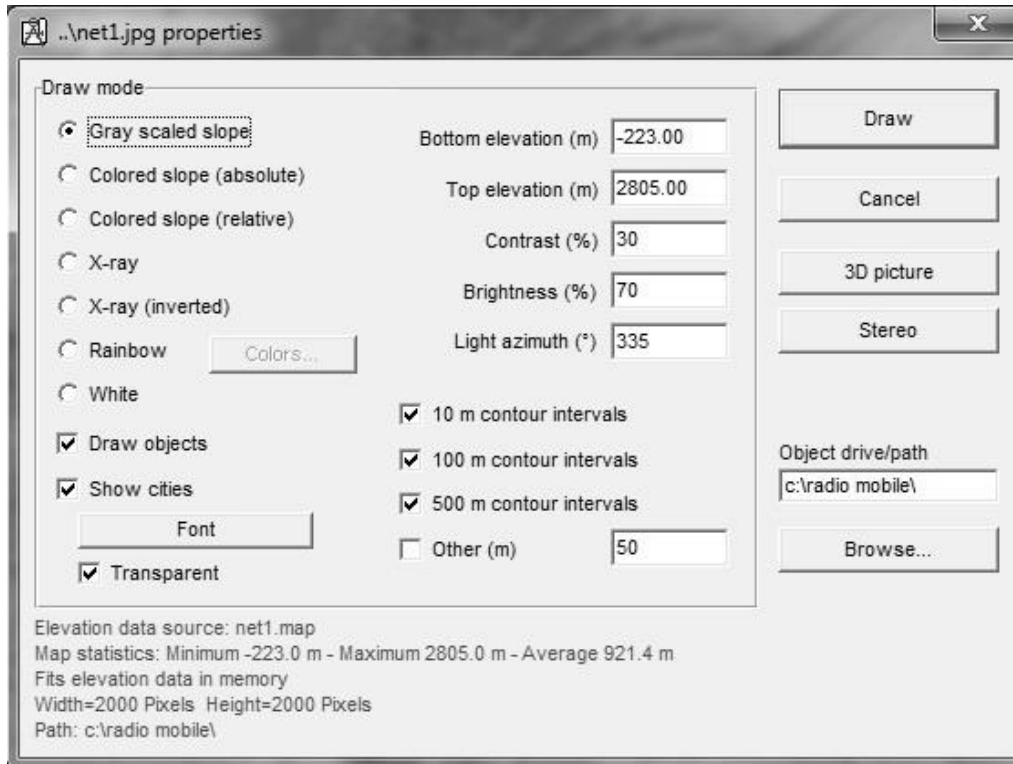 ..\net1.jpg properties
X
Draw mode
Gray scaled slope
Colored slope (absolute)
Colored slope (relative)
X-ray
X-ray (inverted)
Rainbow
Colors...
White
Draw objects
Show cities
Font
Transparent
Bottom elevation (m) -223.00
Top elevation (m) 2805.00
Contrast (%) 30
Brightness (%) 70
Light azimuth (°) 335
10 m contour intervals
100 m contour intervals
500 m contour intervals
Other (m) 50
Draw
Cancel
3D picture
Stereo
Object drive/path
c:\radio mobile\
Browse...
Elevation data source: net1.map
Map statistics: Minimum -223.0 m - Maximum 2805.0 m - Average 921.4 m
Fits elevation data in memory
Width=2000 Pixels Height=2000 Pixels
Path: c:\radio mobile\